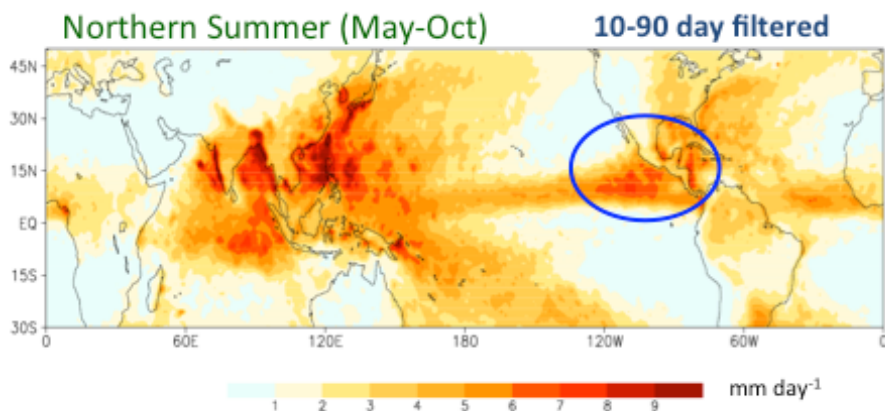 Northern Summer (May-Oct) 10-90 day filtered
45N
30N
15N
EQ
15S
30S
0 60E 120E 180 120W 60W 0
1 2 3 4 5 6 7 8 9 mm day⁻¹